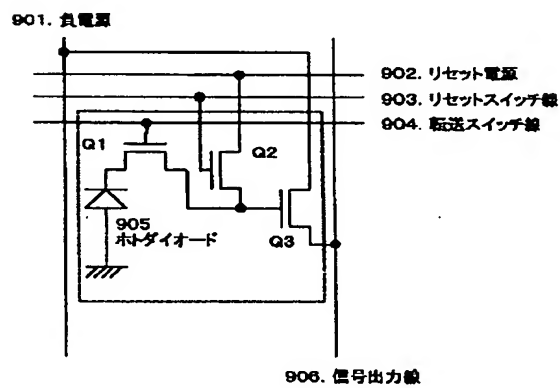 901. 負電源
902. リセット電源
903. リセットスイッチ線
904. 転送スイッチ線
Q1
Q2
905
ホトダイオード
Q3
906. 信号出力線